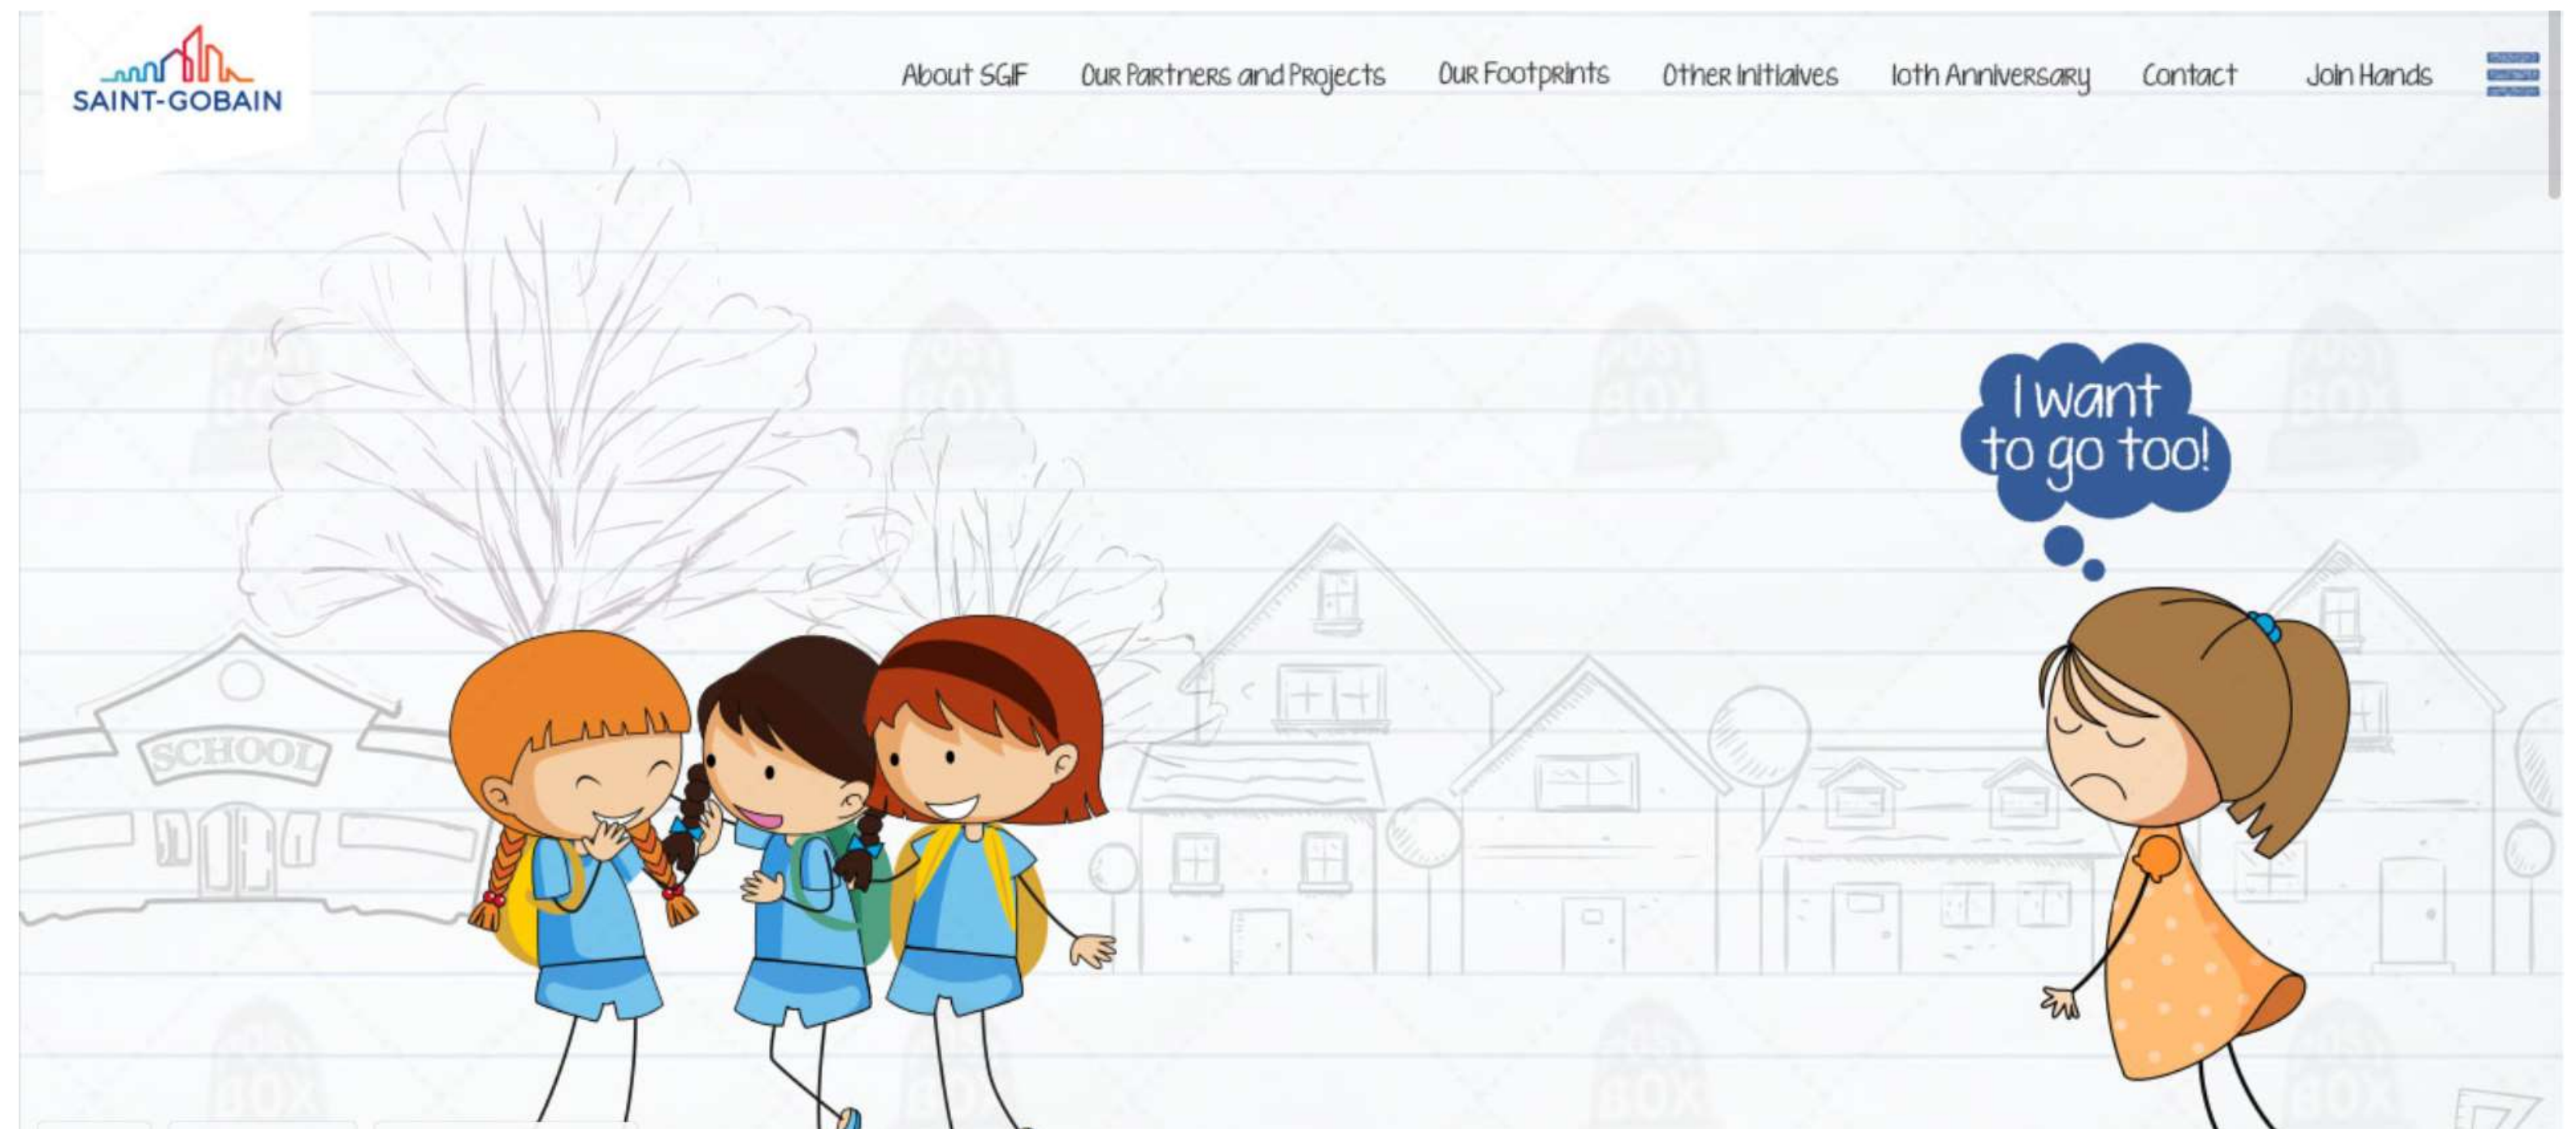 SAINT-GOBAIN
About SGIF
Our Partners and Projects
Our Footprints
Other Initiaives
10th Anniversary
Contact
Join Hands
I want
to go too!
SCHOOL